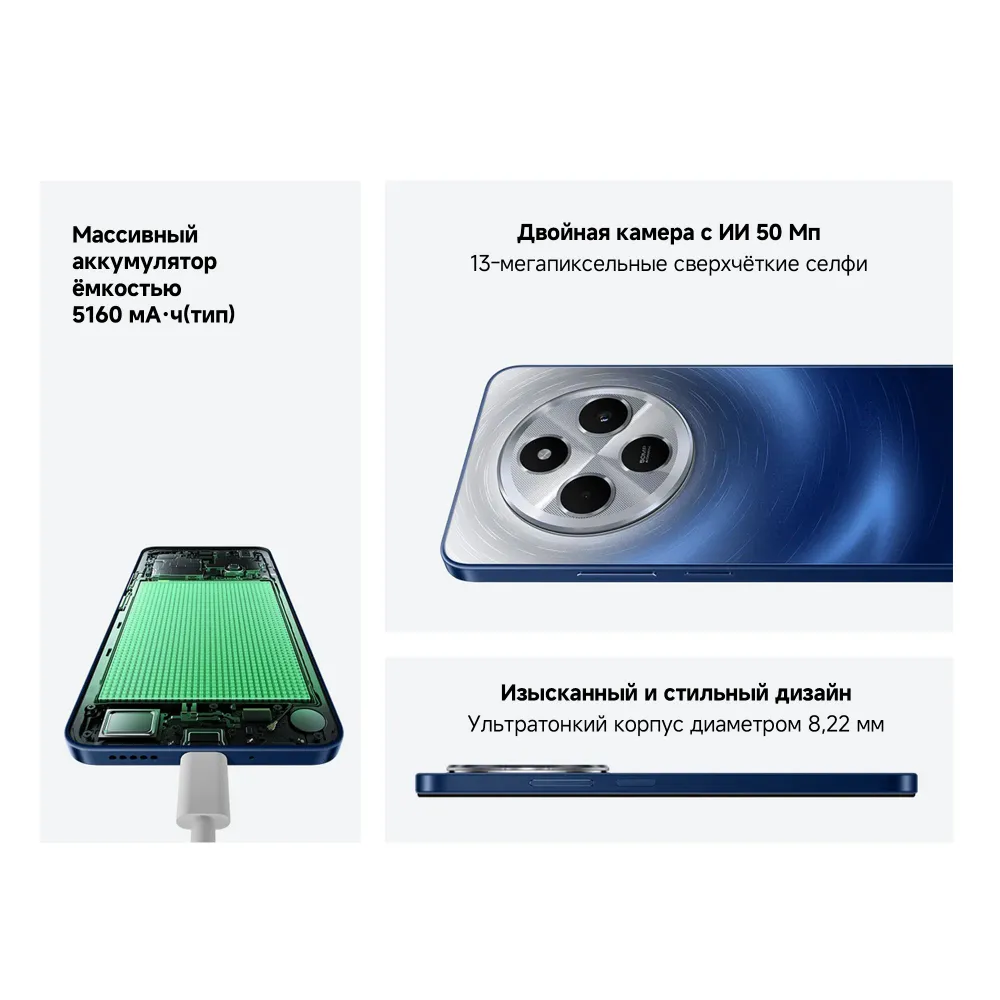 Массивный
аккумулятор
ёмкостью
5160 мА·ч(тип)
Двойная камера с ИИ 50 Мп
13-мегапиксельные сверхчёткие селфи
Изысканный и стильный дизайн
Ультратонкий корпус диаметром 8,22 мм